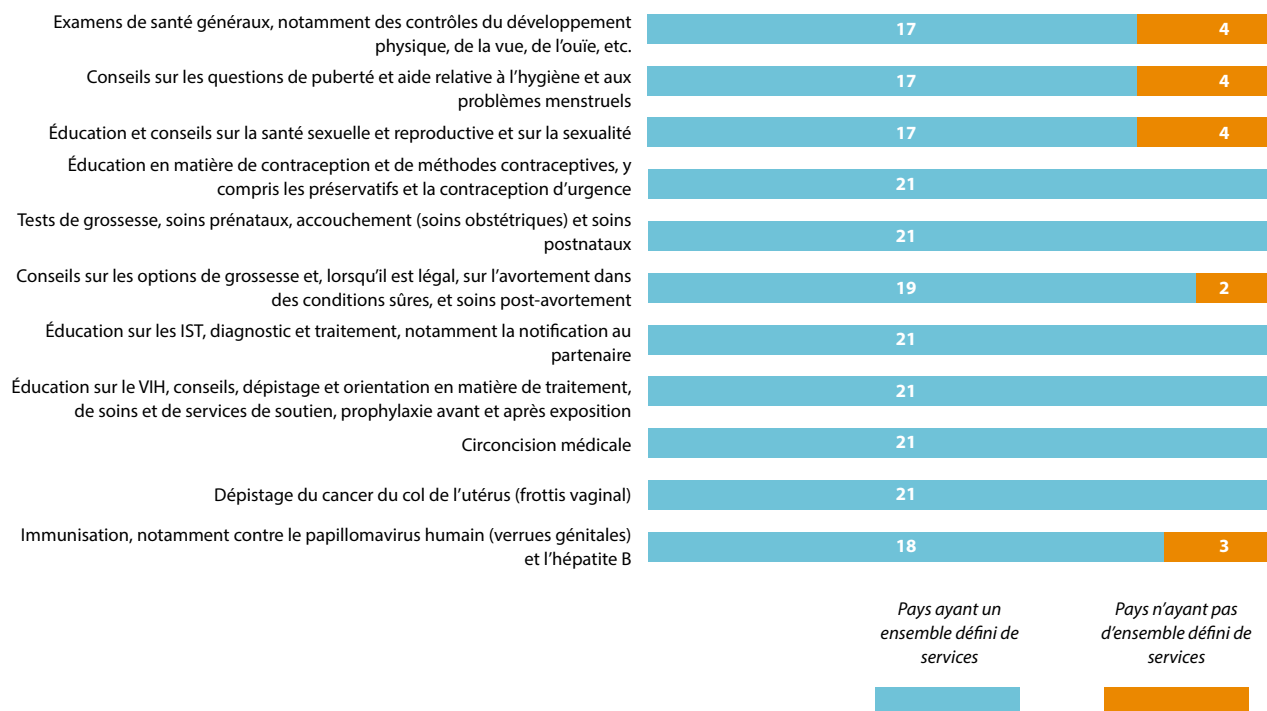 Examens de santé généraux, notamment des contrôles du développement
physique, de la vue, de l’ouïe, etc.
17
4
Conseils sur les questions de puberté et aide relative à l’hygiène et aux
problèmes menstruels
17
4
Éducation et conseils sur la santé sexuelle et reproductive et sur la sexualité
17
4
Éducation en matière de contraception et de méthodes contraceptives, y
compris les préservatifs et la contraception d’urgence
21
Tests de grossesse, soins prénataux, accouchement (soins obstétriques) et soins
postnataux
21
Conseils sur les options de grossesse et, lorsqu’il est légal, sur l’avortement dans
des conditions sûres, et soins post-avortement
19
2
Éducation sur les IST, diagnostic et traitement, notamment la notification au
partenaire
21
Éducation sur le VIH, conseils, dépistage et orientation en matière de traitement,
de soins et de services de soutien, prophylaxie avant et après exposition
21
Circoncision médicale
21
Dépistage du cancer du col de l’utérus (frottis vaginal)
21
Immunisation, notamment contre le papillomavirus humain (verrues génitales)
et l’hépatite B
18
3
Pays ayant un
ensemble défini de
services
Pays n’ayant pas
d’ensemble défini de
services